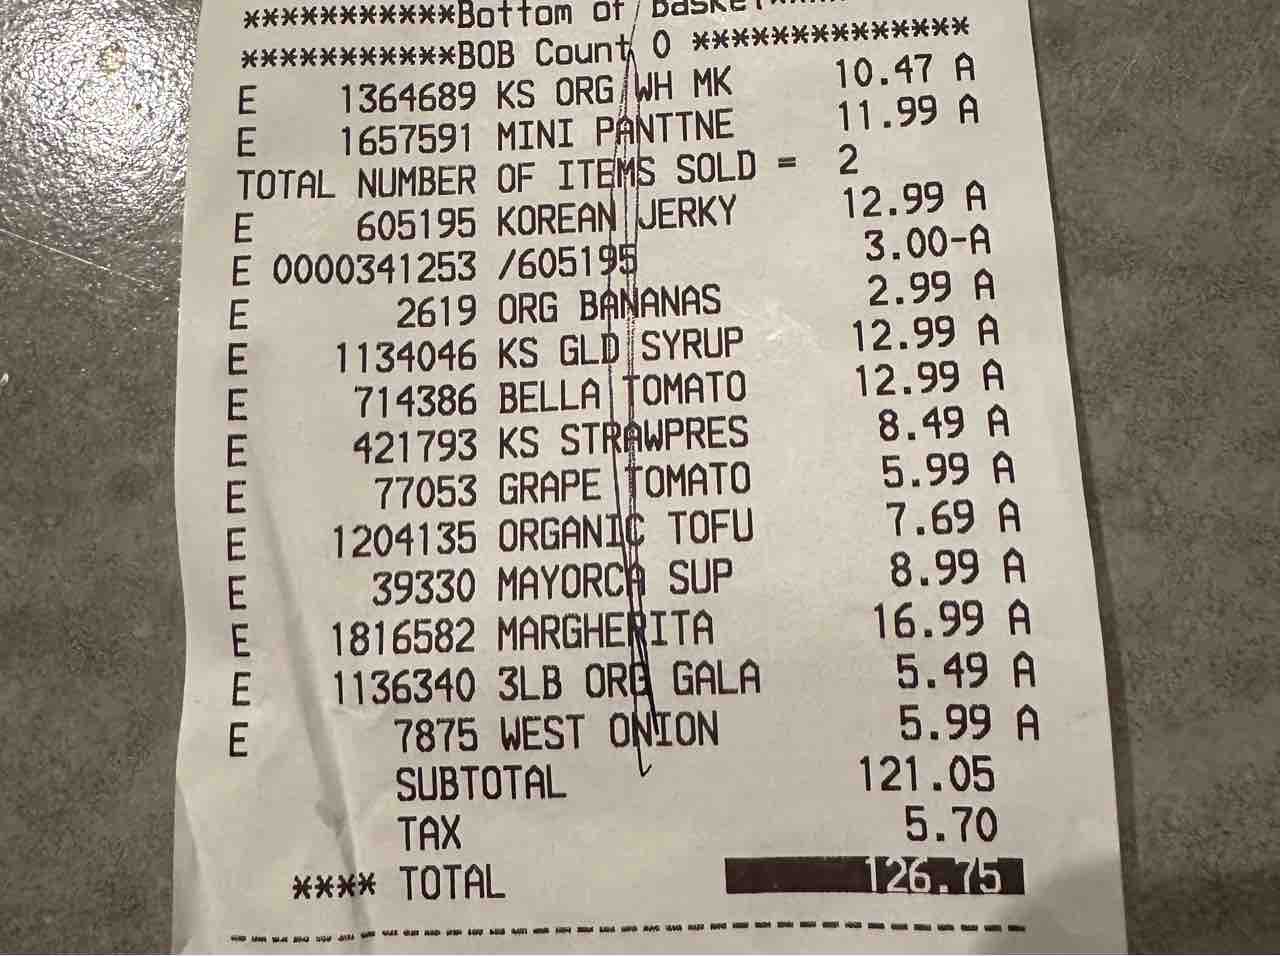 ***********Bottom of Basket
***********BOB Count 0 **************
E 1364689 KS ORG WH MK 10.47 A
E 1657591 MINI PANTTNE 11.99 A
TOTAL NUMBER OF ITEMS SOLD = 2
E 605195 KOREAN JERKY 12.99 A
E 0000341253 /605195 3.00-A
E 2619 ORG BANANAS 2.99 A
E 1134046 KS GLD SYRUP 12.99 A
E 714386 BELLA TOMATO 12.99 A
E 421793 KS STRAWPRES 8.49 A
E 77053 GRAPE TOMATO 5.99 A
E 1204135 ORGANIC TOFU 7.69 A
E 39330 MAYORCA SUP 8.99 A
E 1816582 MARGHERITA 16.99 A
E 1136340 3LB ORG GALA 5.49 A
E 7875 WEST ONION 5.99 A
SUBTOTAL 121.05
TAX 5.70
**** TOTAL 126.75